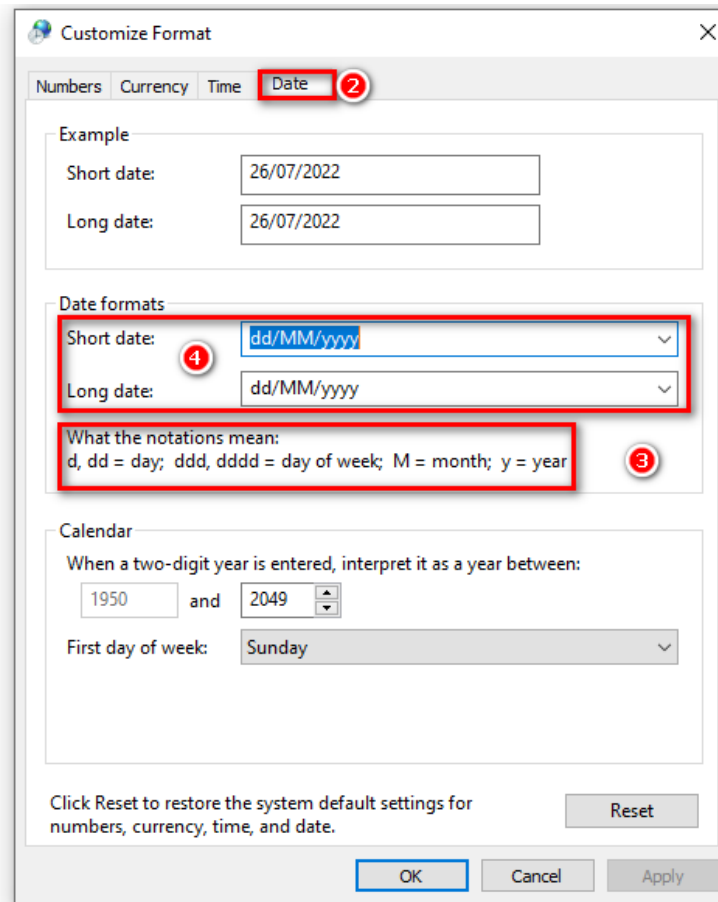 Customize Format
Numbers Currency Time Date 2
Example
Short date: 26/07/2022
Long date: 26/07/2022
Date formats
Short date: dd/MM/yyyy
4
Long date: dd/MM/yyyy
What the notations mean:
d, dd = day; ddd, dddd = day of week; M = month; y = year
3
Calendar
When a two-digit year is entered, interpret it as a year between:
1950 and 2049
First day of week: Sunday
Click Reset to restore the system default settings for
numbers, currency, time, and date.
Reset
OK Cancel Apply